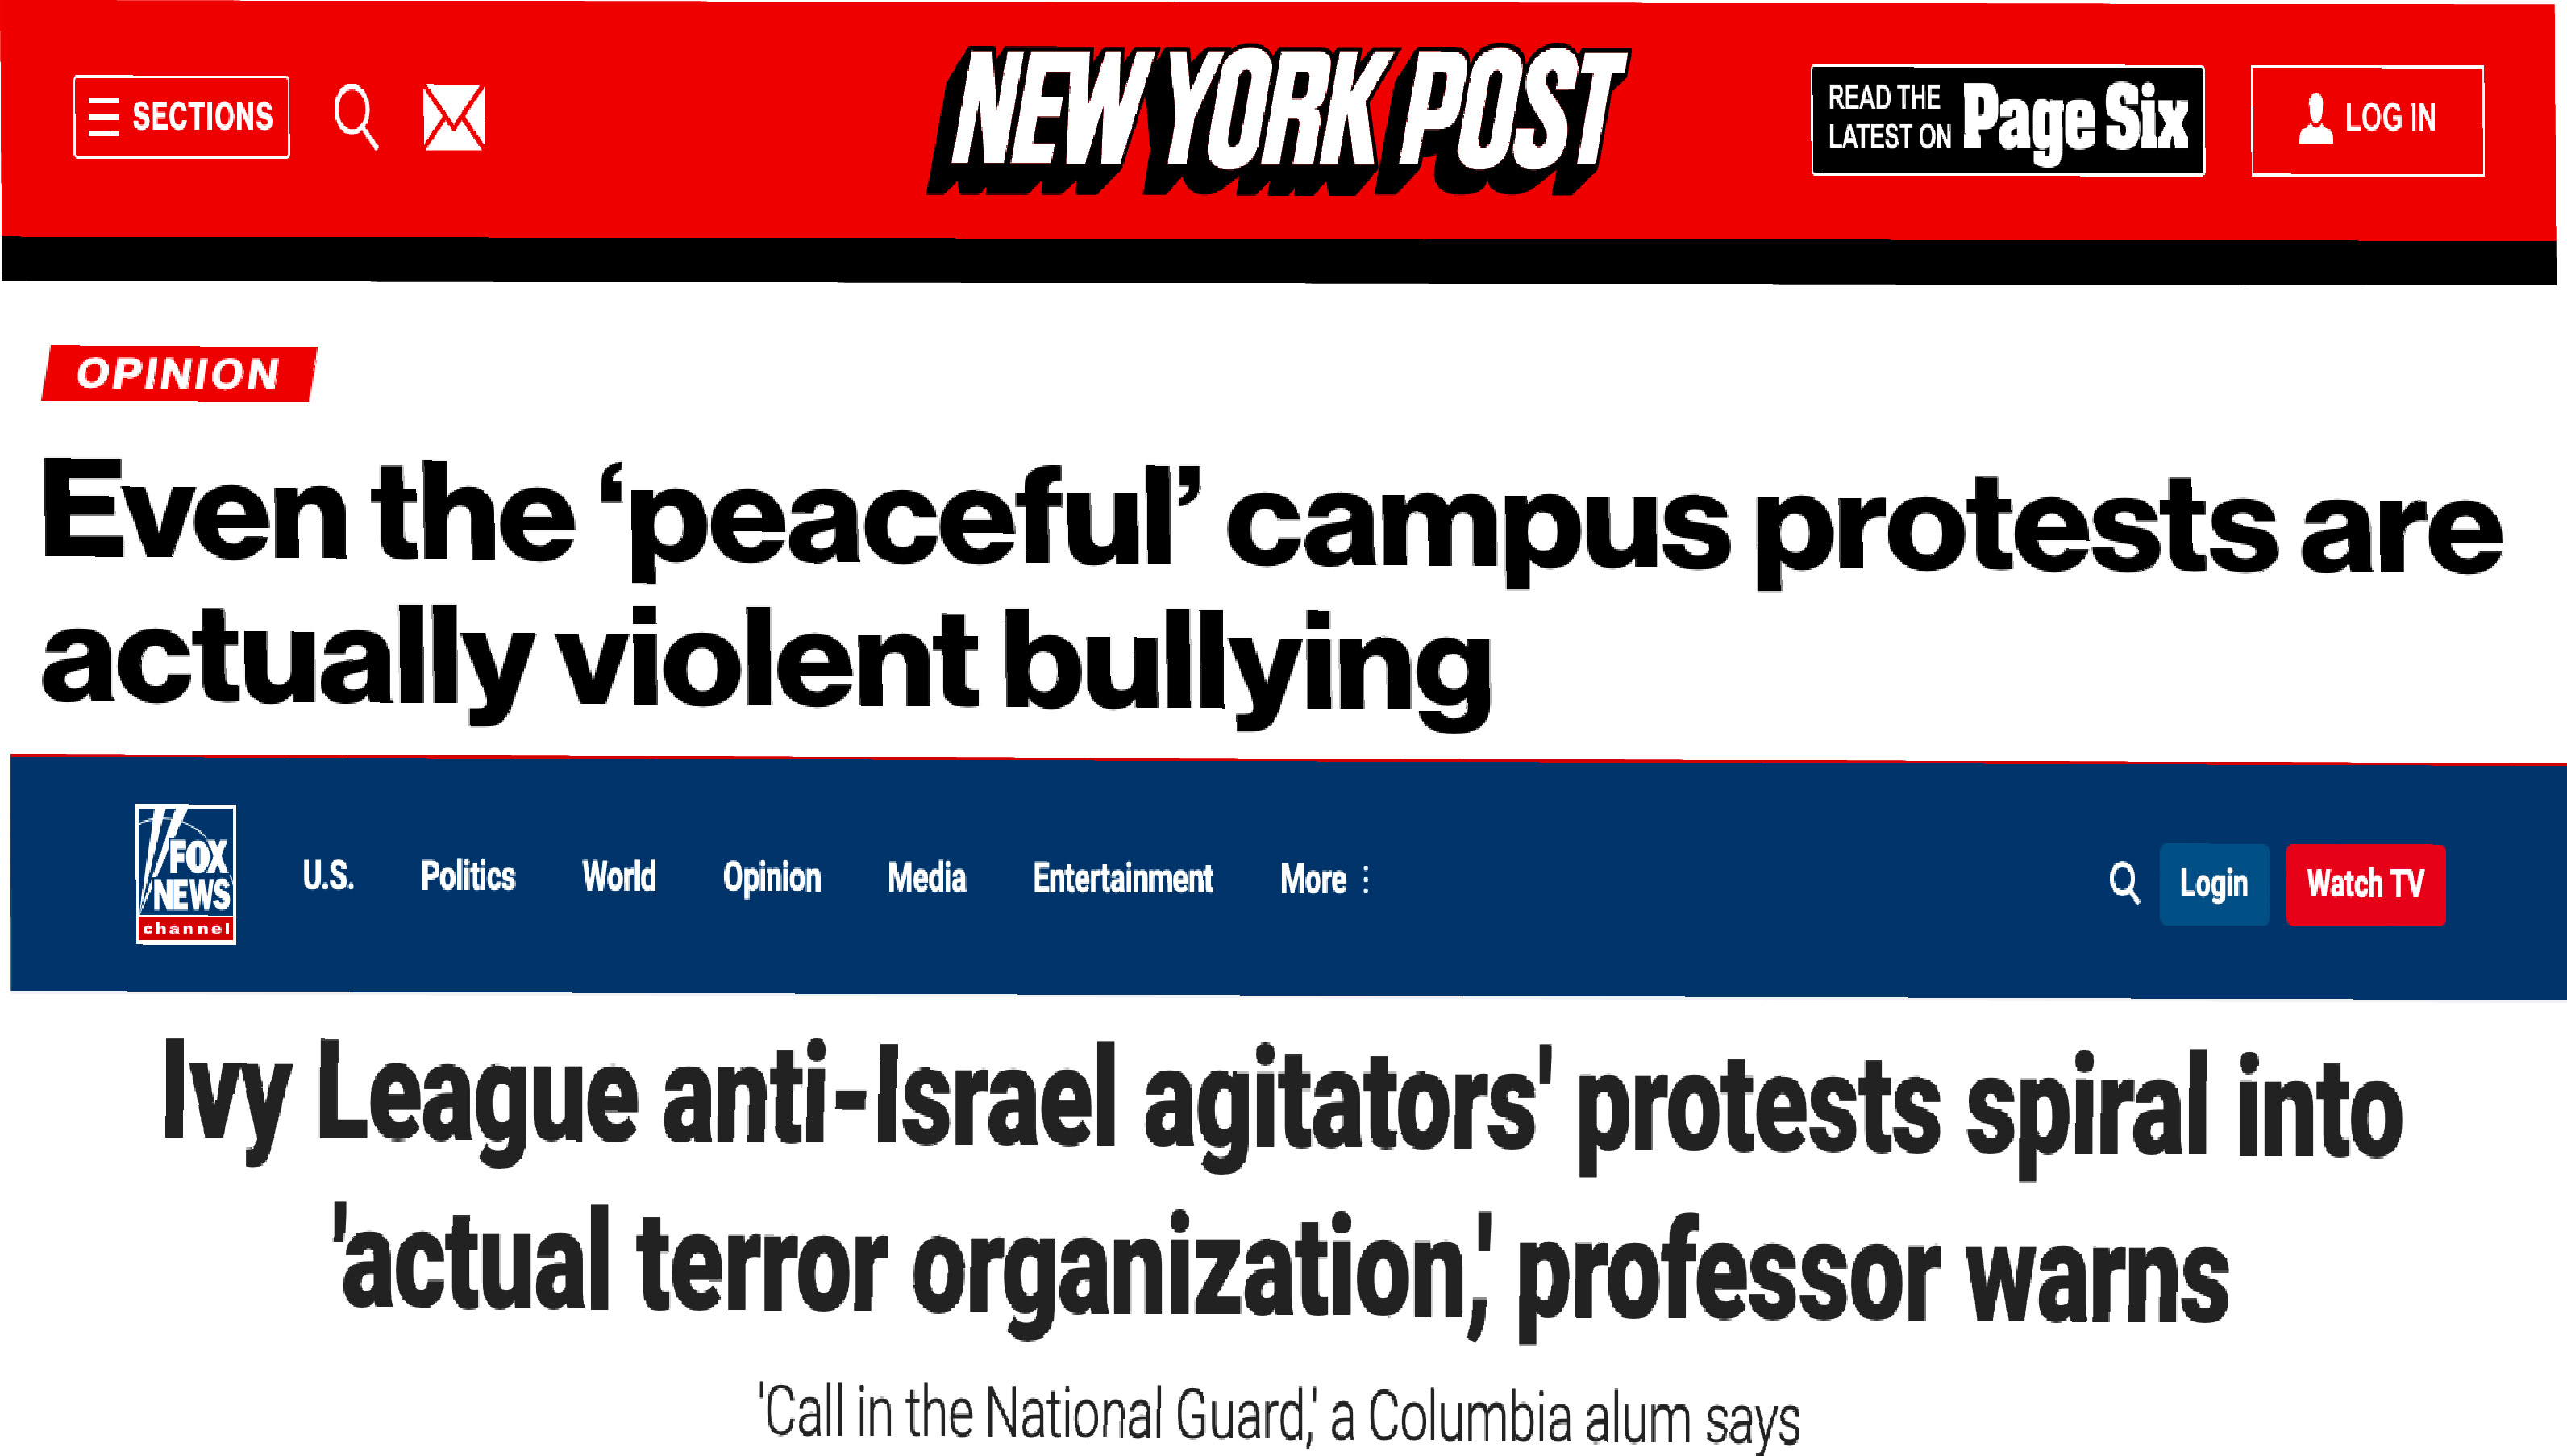 SECTIONS
NEW YORK POST
READ THE
LATEST ON
Page Six
LOG IN
OPINION
Even the ‘peaceful’ campus protests are
actually violent bullying
FOX
NEWS
channel
U.S. Politics World Opinion Media Entertainment More
Login
Watch TV
Ivy League anti-Israel agitators' protests spiral into
'actual terror organization,' professor warns
'Call in the National Guard,' a Columbia alum says